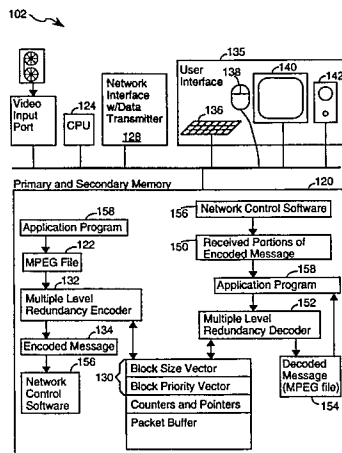 102
135
Video Input Port
124
CPU
Network Interface w/Data Transmitter
128
User Interface
138
140
142
136
Primary and Secondary Memory
120
158
Application Program
122
MPEG File
132
Multiple Level Redundancy Encoder
134
Encoded Message
156
Network Control Software
156
Network Control Software
150
Received Portions of Encoded Message
158
Application Program
152
Multiple Level Redundancy Decoder
Decoded Message (MPEG file)
154
130
Block Size Vector
Block Priority Vector
Counters and Pointers
Packet Buffer